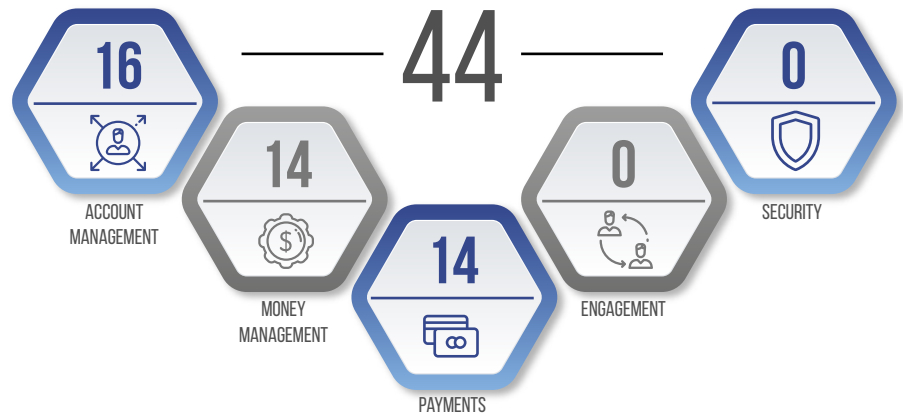 44
16
ACCOUNT
MANAGEMENT
14
MONEY
MANAGEMENT
14
PAYMENTS
0
ENGAGEMENT
0
SECURITY